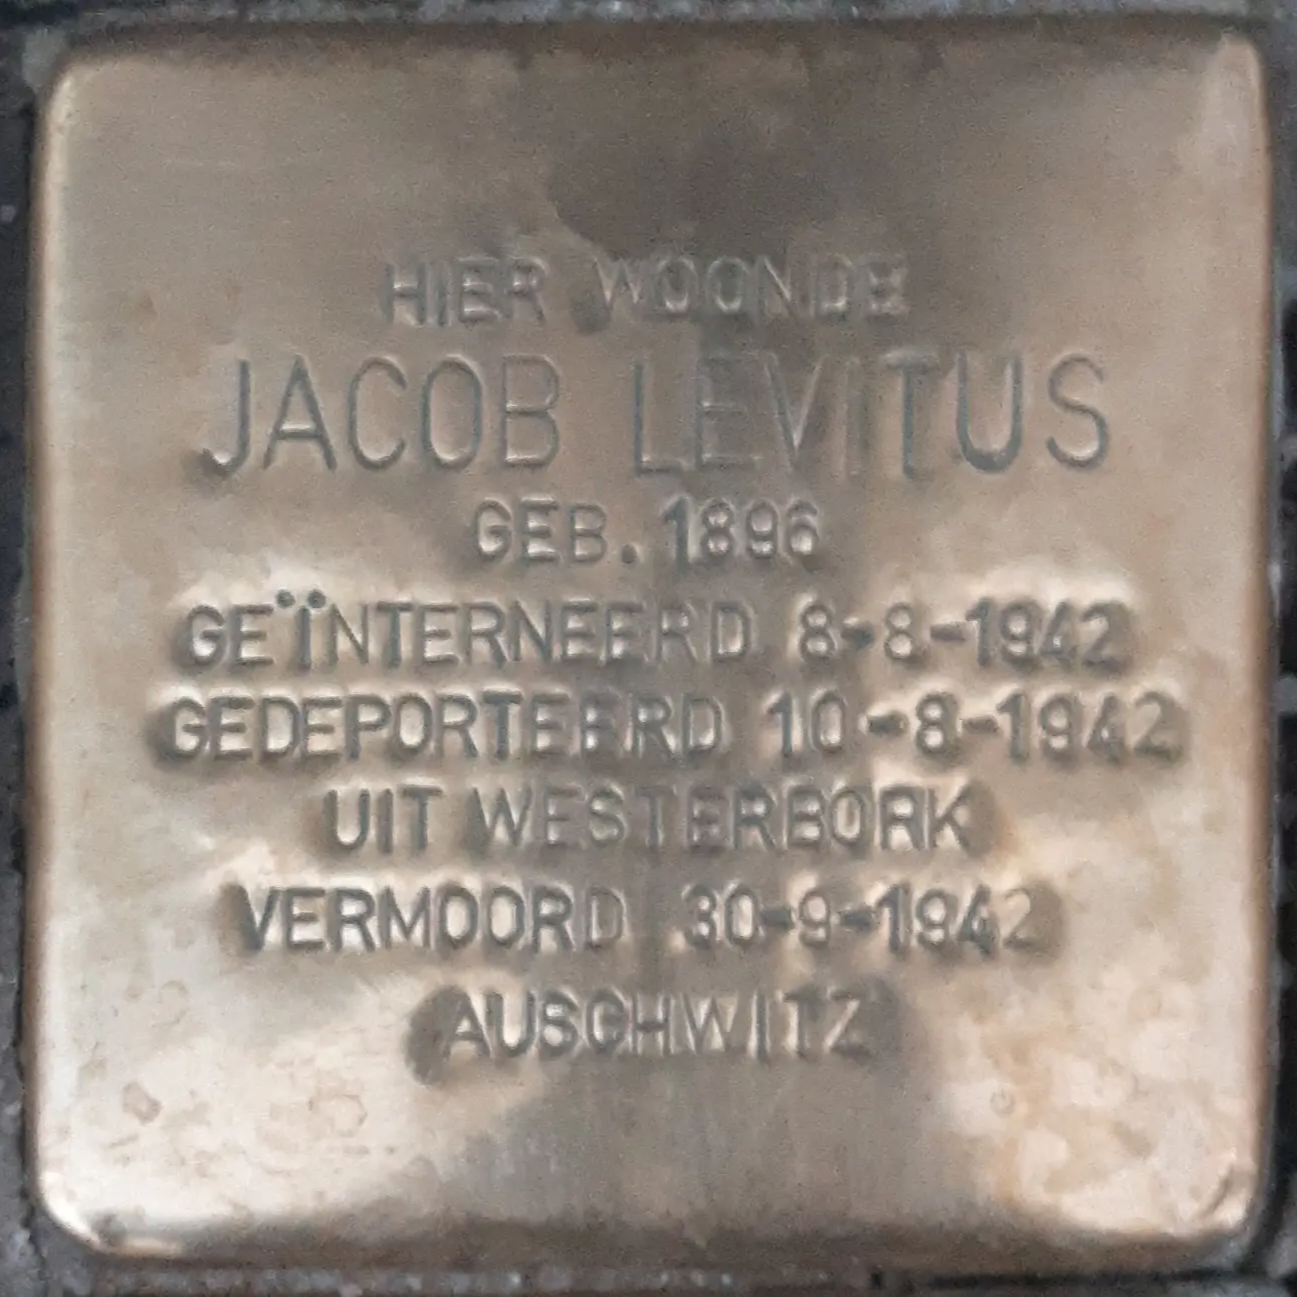 HIER WOONDE
JACOB LEVITUS
GEB. 1896
GEÏNTERNEERD 8-8-1942
GEDEPORTEERD 10-8-1942
UIT WESTERBORK
VERMOORD 30-9-1942
AUSCHWITZ